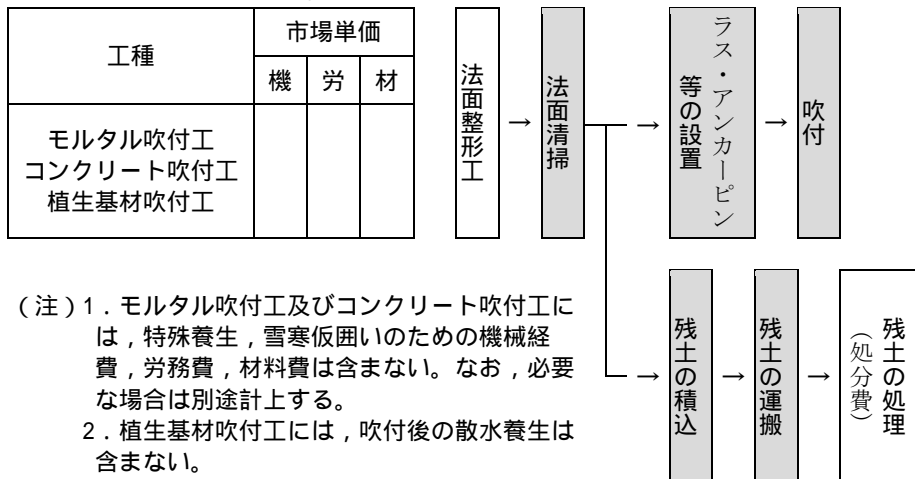 工種
市場単価
機 労 材
モルタル吹付工
コンクリート吹付工
植生基材吹付工
法面整形工
→
法面清掃
→
ラス・アンカーピン
等の設置
→
吹付
→
残土の積込
→
残土の運搬
→
残土の処理
（処分費）
（注）1．モルタル吹付工及びコンクリート吹付工に
は，特殊養生，雪寒仮囲いのための機械経
費，労務費，材料費は含まない。なお，必要
な場合は別途計上する。
2．植生基材吹付工には，吹付後の散水養生は
含まない。